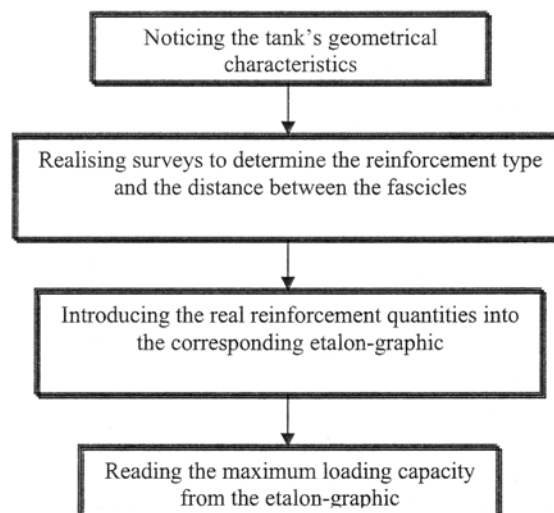 Noticing the tank's geometrical
characteristics
Realising surveys to determine the reinforcement type
and the distance between the fascicles
Introducing the real reinforcement quantities into
the corresponding etalon-graphic
Reading the maximum loading capacity
from the etalon-graphic